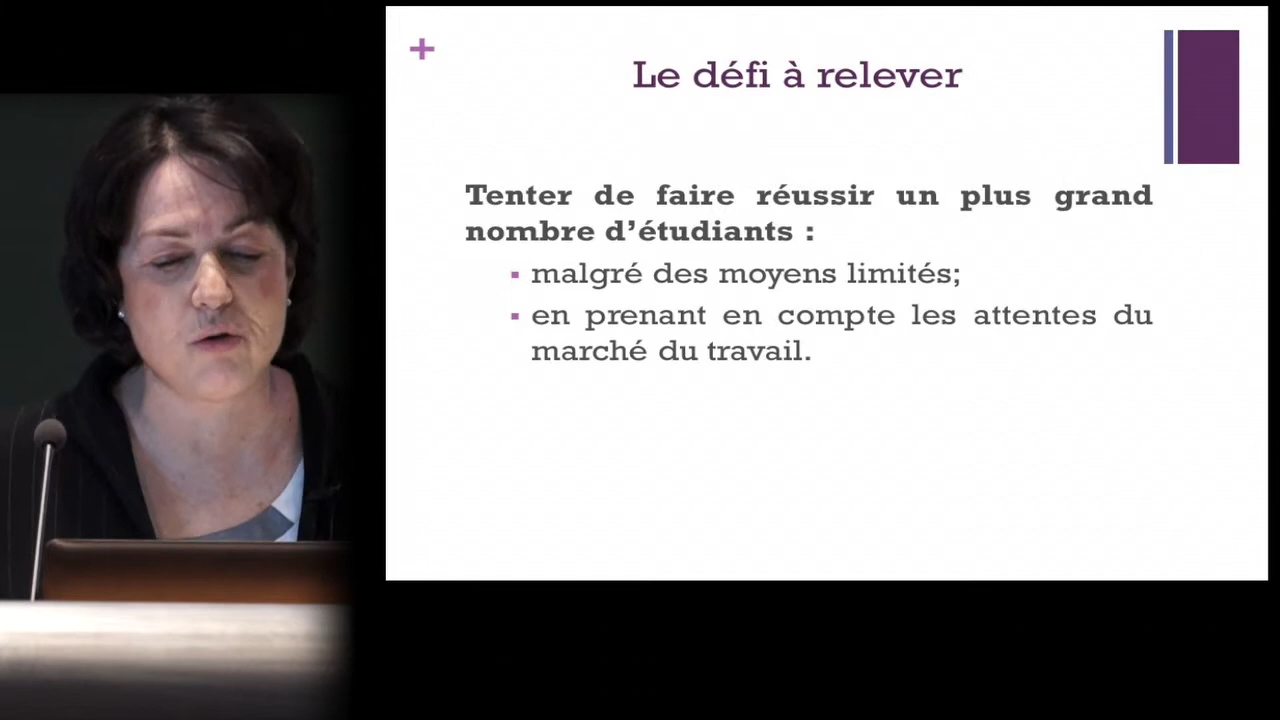 Le défi à relever
Tenter de faire réussir un plus grand
nombre d’étudiants :
▪ malgré des moyens limités;
▪ en prenant en compte les attentes du
marché du travail.